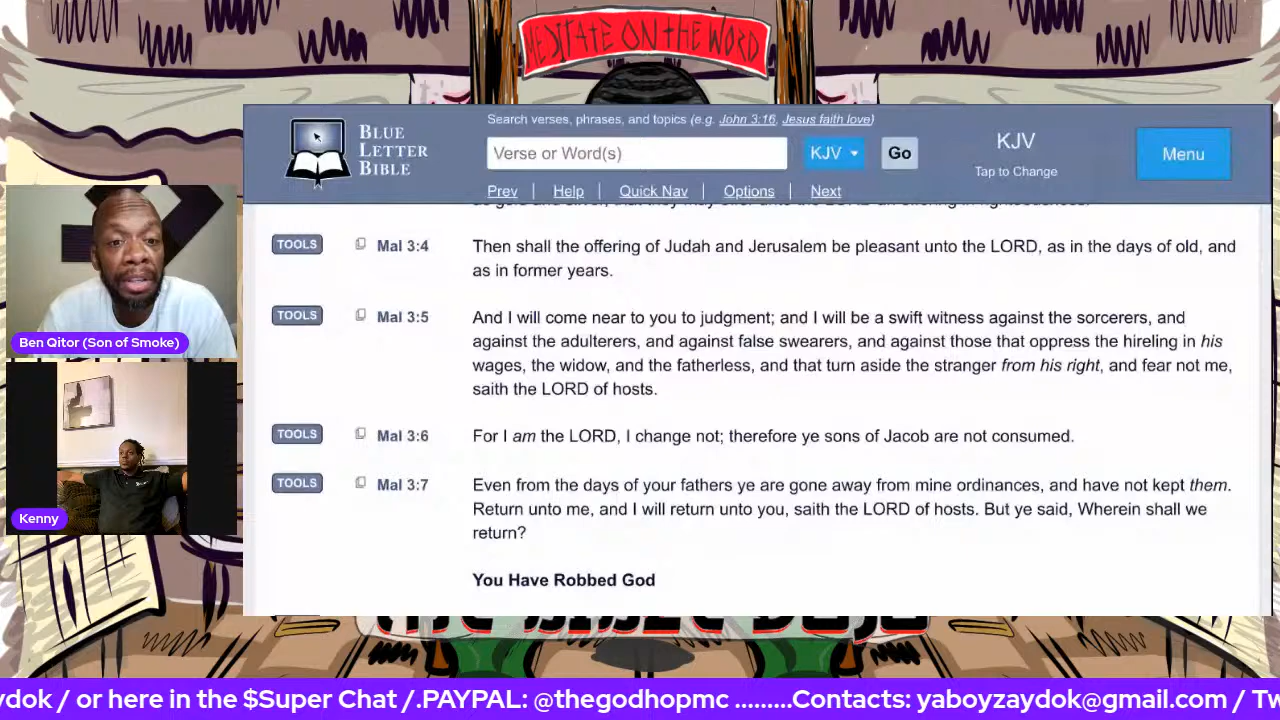 MEDITATE ON THE WORD
Search verses, phrases, and topics (e.g. John 3:16, Jesus faith love)
BLUE
LETTER
BIBLE
Verse or Word(s)
KJV
Go
KJV
Tap to Change
Menu
Prev | Help | Quick Nav | Options | Next
TOOLS Mal 3:4 Then shall the offering of Judah and Jerusalem be pleasant unto the LORD, as in the days of old, and
as in former years.
TOOLS Mal 3:5 And I will come near to you to judgment; and I will be a swift witness against the sorcerers, and
against the adulterers, and against false swearers, and against those that oppress the hireling in his
wages, the widow, and the fatherless, and that turn aside the stranger from his right, and fear not me,
saith the LORD of hosts.
TOOLS Mal 3:6 For I am the LORD, I change not; therefore ye sons of Jacob are not consumed.
TOOLS Mal 3:7 Even from the days of your fathers ye are gone away from mine ordinances, and have not kept them.
Return unto me, and I will return unto you, saith the LORD of hosts. But ye said, Wherein shall we
return?
You Have Robbed God
Ben Qitor (Son of Smoke)
Kenny
ydok / or here in the $Super Chat /.PAYPAL: @thegodhopmc .........Contacts: yaboyzaydok@gmail.com / Tw